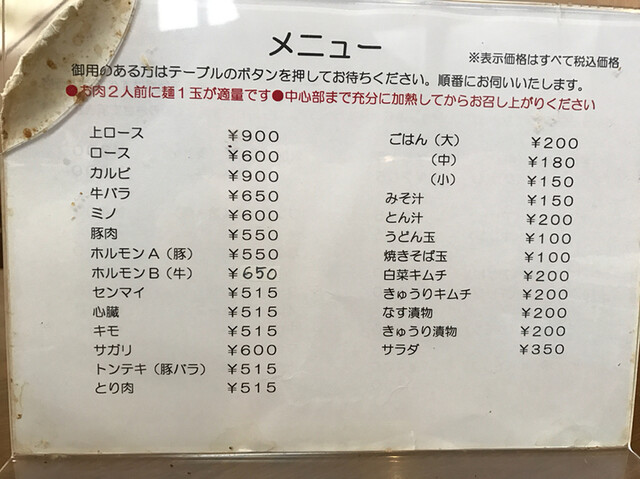 メニュー
※表示価格はすべて税込価格
御用のある方はテーブルのボタンを押してお待ちください。順番にお伺いいたします。
●お肉２人前に麺１玉が適量です●中心部まで充分に加熱してからお召し上がりください
上ロース ￥９００
ロース ￥６００
カルビ ￥９００
牛バラ ￥６５０
ミノ ￥６００
豚肉 ￥５５０
ホルモンＡ（豚） ￥５５０
ホルモンＢ（牛） ￥650
センマイ ￥５１５
心臓 ￥５１５
キモ ￥５１５
サガリ ￥６００
トンテキ（豚バラ） ￥５１５
とり肉 ￥５１５
ごはん（大） ￥２００
（中） ￥１８０
（小） ￥１５０
みそ汁 ￥１５０
とん汁 ￥２００
うどん玉 ￥１００
焼きそば玉 ￥１００
白菜キムチ ￥２００
きゅうりキムチ ￥２００
なす漬物 ￥２００
きゅうり漬物 ￥２００
サラダ ￥３５０